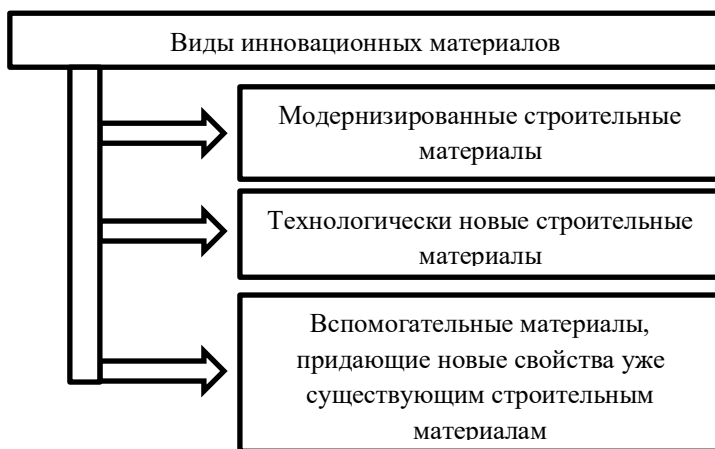 Виды инновационных материалов
Модернизированные строительные
материалы
Технологически новые строительные
материалы
Вспомогательные материалы,
придающие новые свойства уже
существующим строительным
материалам